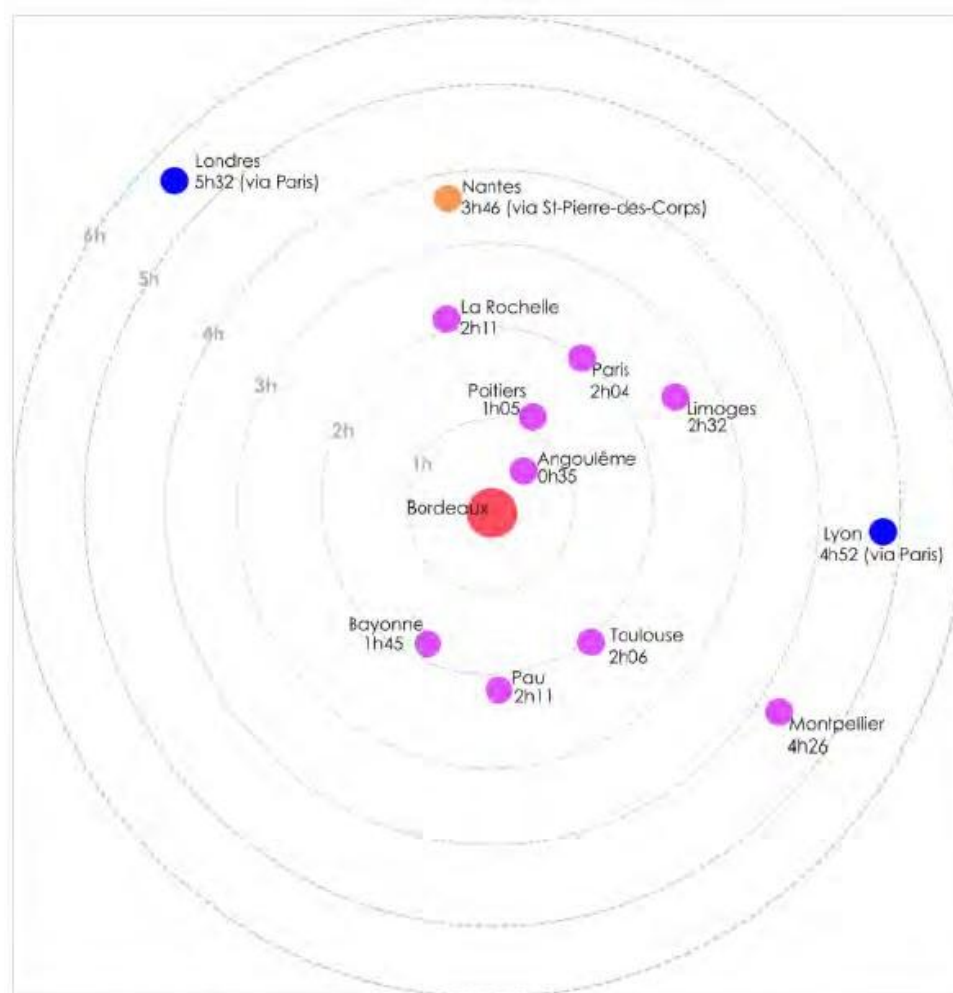 Londres
5h32 (via Paris)
Nantes
3h46 (via St-Pierre-des-Corps)
6h
5h
4h
3h
2h
1h
La Rochelle
2h11
Paris
2h04
Poitiers
1h05
Limoges
2h32
Angoulême
0h35
Bordeaux
Lyon
4h52 (via Paris)
Bayonne
1h45
Toulouse
2h06
Pau
2h11
Montpellier
4h26